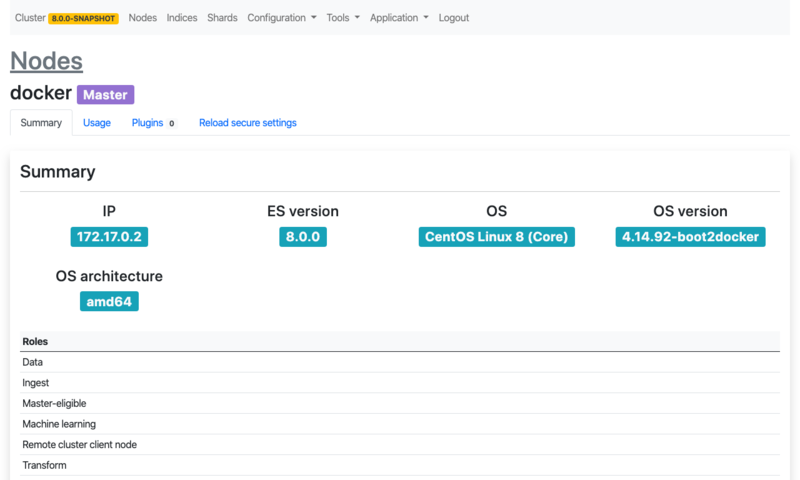 Cluster 8.0.0-SNAPSHOT Nodes Indices Shards Configuration Tools Application Logout
Nodes
docker Master
Summary Usage Plugins 0 Reload secure settings
Summary
IP ES version OS OS version
172.17.0.2 8.0.0 CentOS Linux 8 (Core) 4.14.92-boot2docker
OS architecture
amd64
Roles
Data
Ingest
Master-eligible
Machine learning
Remote cluster client node
Transform